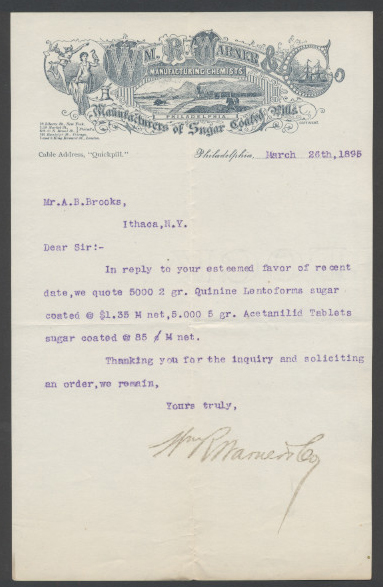 Wm. R. Warner & Co.
MANUFACTURING CHEMISTS.
PHILADELPHIA
Manufacturers of Sugar Coated Pills
Cable Address, "Quickpill."
Philadelphia, March 26th, 1895
Mr.A.B.Brooks,
Ithaca,N.Y.
Dear Sir:-
In reply to your esteemed favor of recent
date,we quote 5000 2 gr. Quinine Lentoforms sugar
coated @ $1.35 M net,5.000 5 gr. Acetanilid Tablets
sugar coated @ 85 ¢ M net.
Thanking you for the inquiry and soliciting
an order,we remain,
Yours truly,
Wm R Warner & Co